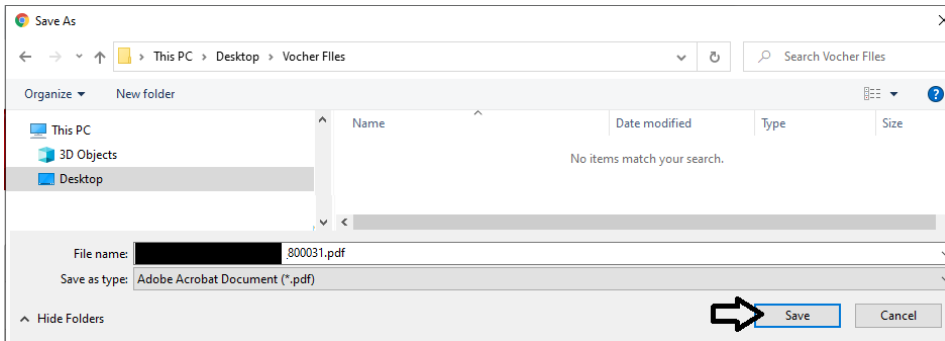 Save As
This PC > Desktop > Vocher FIles
Search Vocher FIles
Organize
New folder
?
This PC
3D Objects
Desktop
Name
Date modified
Type
Size
No items match your search.
File name:
800031.pdf
Save as type:
Adobe Acrobat Document (*.pdf)
Hide Folders
Save
Cancel